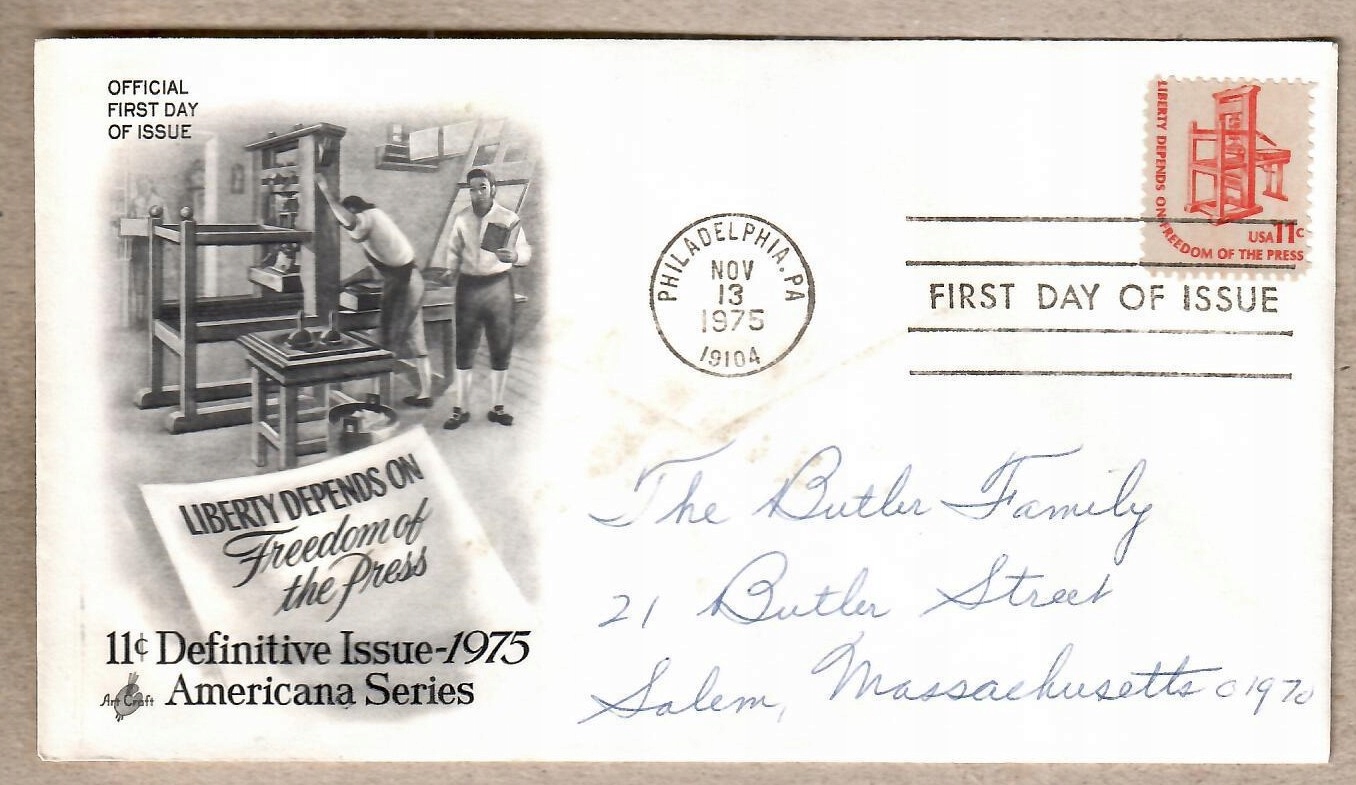 OFFICIAL
FIRST DAY
OF ISSUE
LIBERTY DEPENDS ON FREEDOM OF THE PRESS
USA 11c
PHILADELPHIA. PA
NOV
13
1975
19104
FIRST DAY OF ISSUE
LIBERTY DEPENDS ON
Freedom of
the Press
11¢ Definitive Issue-1975
Art Craft Americana Series
The Butler Family
21 Butler Street
Salem, Massachusetts 01970